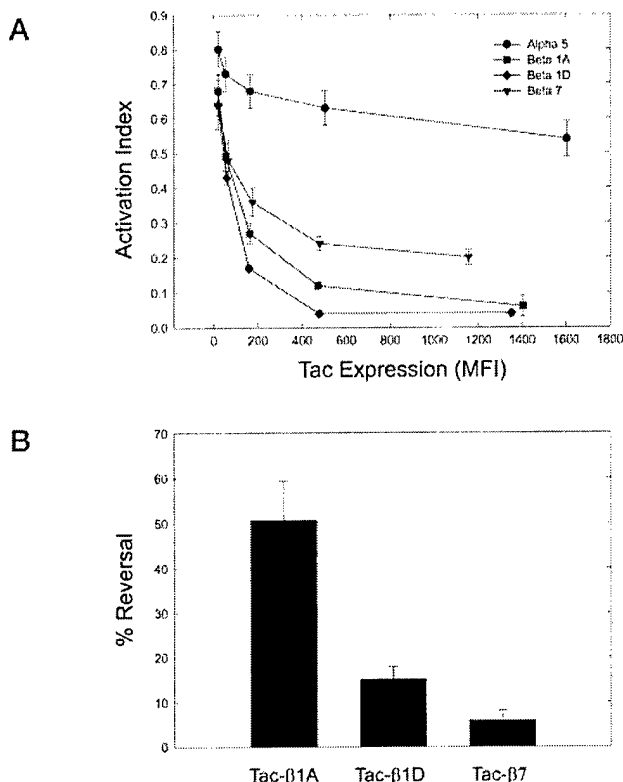 A
Activation Index
0.9
0.8
0.7
0.6
0.5
0.4
0.3
0.2
0.1
0.0
Alpha 5
Beta 1A
Beta 1D
Beta 7
0 200 400 600 800 1000 1200 1400 1600 1800
Tac Expression (MFI)
B
% Reversal
70
60
50
40
30
20
10
0
Tac-β1A Tac-β1D Tac-β7